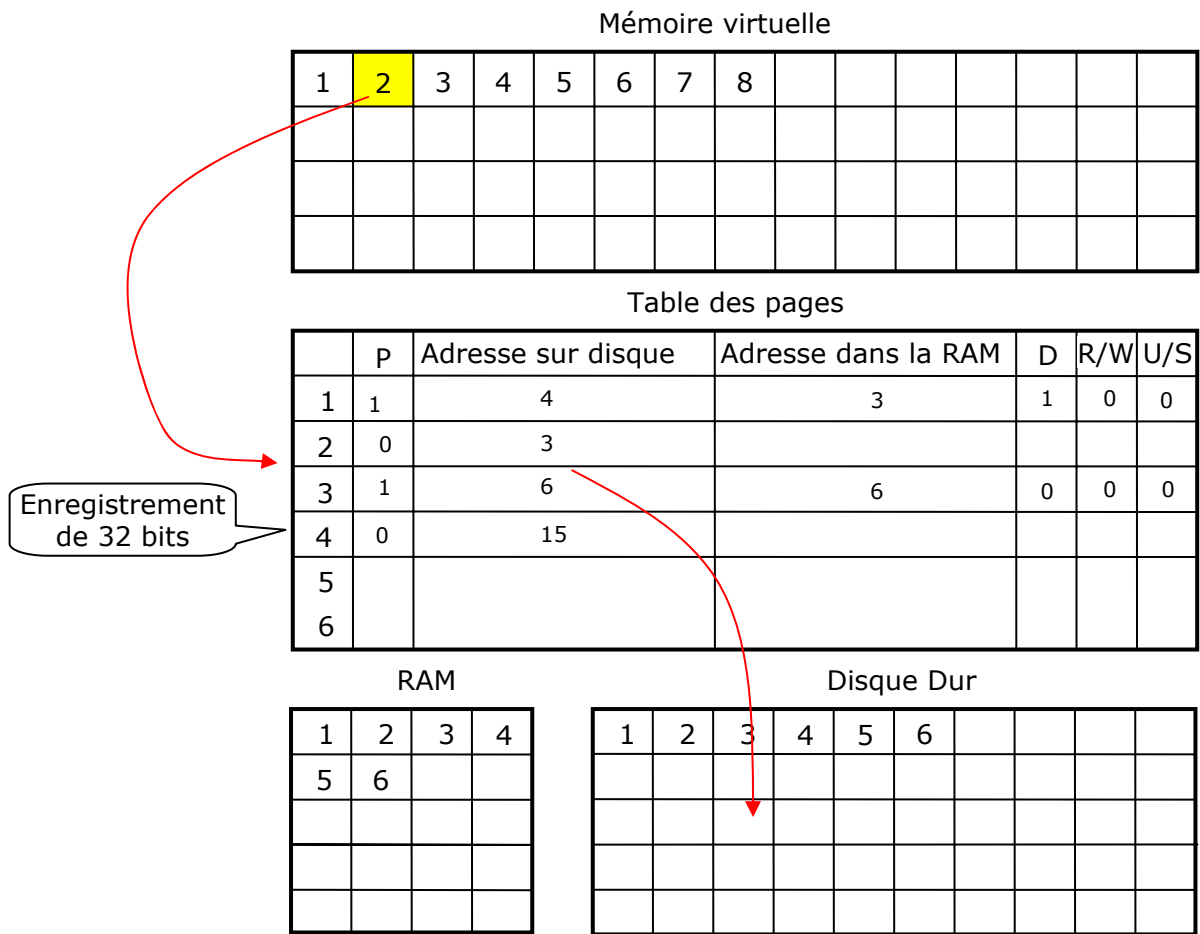 Mémoire virtuelle
1 2 3 4 5 6 7 8
Table des pages
P Adresse sur disque Adresse dans la RAM D R/W U/S
1 1 4 3 1 0 0
2 0 3
3 1 6 6 0 0 0
4 0 15
5
6
Enregistrement
de 32 bits
RAM
1 2 3 4
5 6
Disque Dur
1 2 3 4 5 6